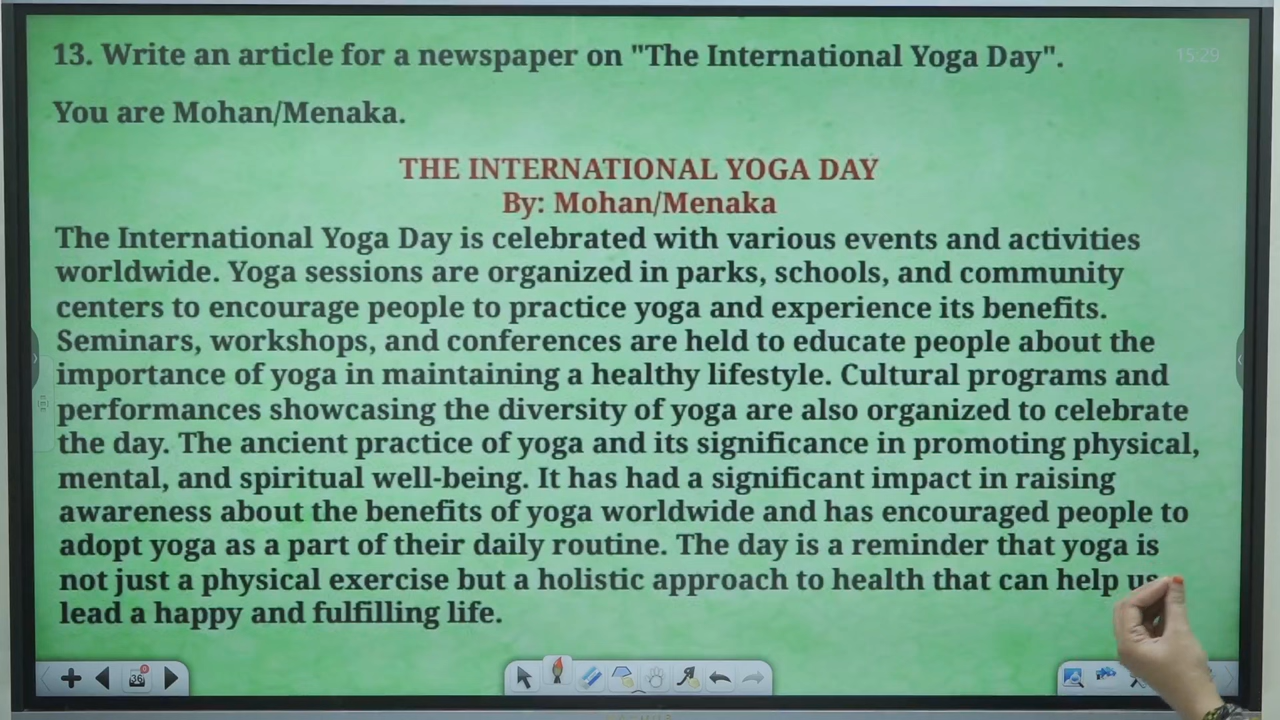 13. Write an article for a newspaper on "The International Yoga Day".
15:29
You are Mohan/Menaka.
THE INTERNATIONAL YOGA DAY
By: Mohan/Menaka
The International Yoga Day is celebrated with various events and activities
worldwide. Yoga sessions are organized in parks, schools, and community
centers to encourage people to practice yoga and experience its benefits.
Seminars, workshops, and conferences are held to educate people about the
importance of yoga in maintaining a healthy lifestyle. Cultural programs and
performances showcasing the diversity of yoga are also organized to celebrate
the day. The ancient practice of yoga and its significance in promoting physical,
mental, and spiritual well-being. It has had a significant impact in raising
awareness about the benefits of yoga worldwide and has encouraged people to
adopt yoga as a part of their daily routine. The day is a reminder that yoga is
not just a physical exercise but a holistic approach to health that can help us
lead a happy and fulfilling life.
36